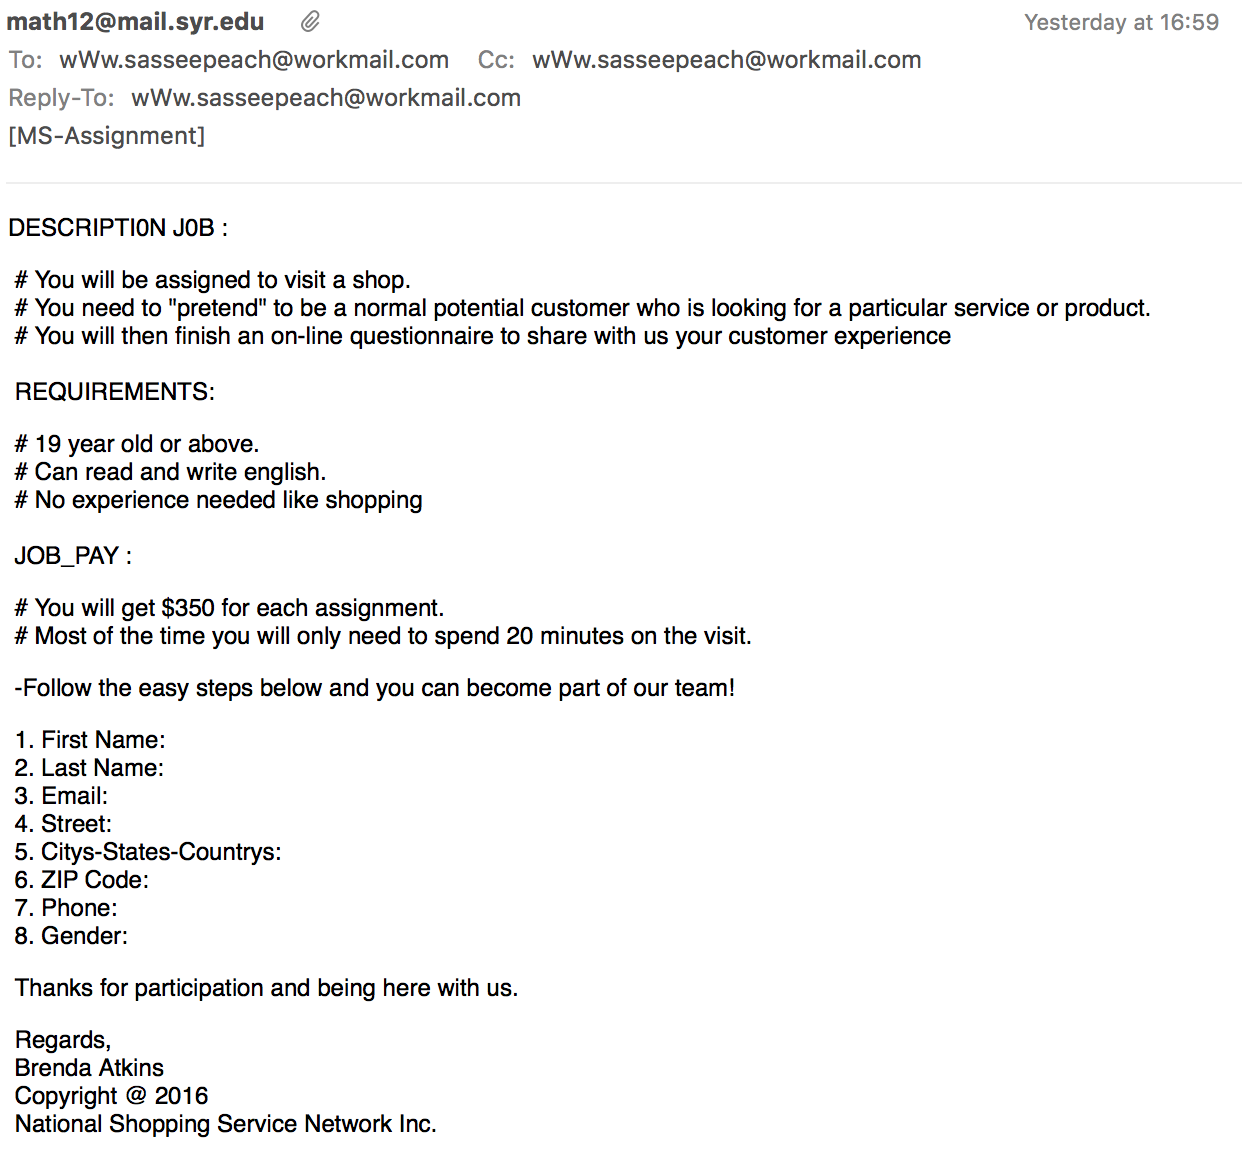 math12@mail.syr.edu Yesterday at 16:59
To: wWw.sasseepeach@workmail.com Cc: wWw.sasseepeach@workmail.com
Reply-To: wWw.sasseepeach@workmail.com
[MS-Assignment]
DESCRIPTI0N J0B :
# You will be assigned to visit a shop.
# You need to "pretend" to be a normal potential customer who is looking for a particular service or product.
# You will then finish an on-line questionnaire to share with us your customer experience
REQUIREMENTS:
# 19 year old or above.
# Can read and write english.
# No experience needed like shopping
JOB_PAY :
# You will get $350 for each assignment.
# Most of the time you will only need to spend 20 minutes on the visit.
-Follow the easy steps below and you can become part of our team!
1. First Name:
2. Last Name:
3. Email:
4. Street:
5. Citys-States-Countrys:
6. ZIP Code:
7. Phone:
8. Gender:
Thanks for participation and being here with us.
Regards,
Brenda Atkins
Copyright @ 2016
National Shopping Service Network Inc.